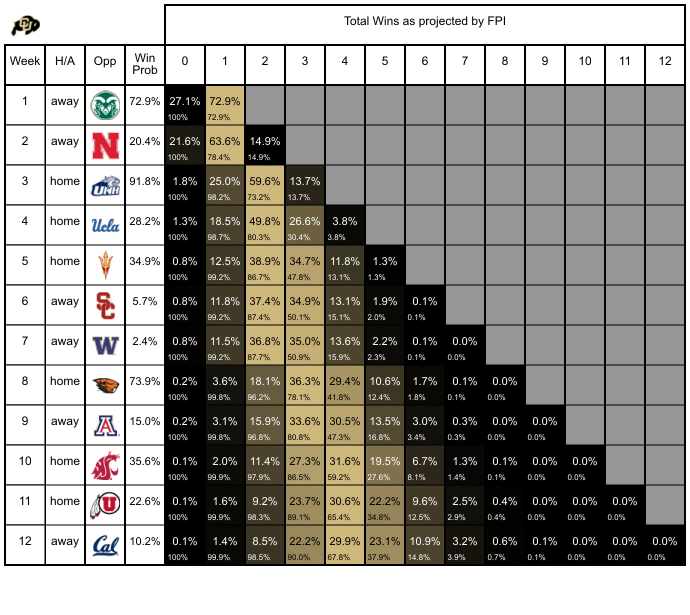 Total Wins as projected by FPI
Week H/A Opp Win Prob 0 1 2 3 4 5 6 7 8 9 10 11 12
1 away 72.9% 27.1% 72.9%
100% 72.9%
2 away N 20.4% 21.6% 63.6% 14.9%
100% 78.4% 14.9%
3 home UNH 91.8% 1.8% 25.0% 59.6% 13.7%
100% 98.2% 73.2% 13.7%
4 home Ucla 28.2% 1.3% 18.5% 49.8% 26.6% 3.8%
100% 98.7% 80.3% 30.4% 3.8%
5 home 34.9% 0.8% 12.5% 38.9% 34.7% 11.8% 1.3%
100% 99.2% 86.7% 47.8% 13.1% 1.3%
6 away SC 5.7% 0.8% 11.8% 37.4% 34.9% 13.1% 1.9% 0.1%
100% 99.2% 87.4% 50.1% 15.1% 2.0% 0.1%
7 away W 2.4% 0.8% 11.5% 36.8% 35.0% 13.6% 2.2% 0.1% 0.0%
100% 99.2% 87.7% 50.9% 15.9% 2.3% 0.1% 0.0%
8 home 73.9% 0.2% 3.6% 18.1% 36.3% 29.4% 10.6% 1.7% 0.1% 0.0%
100% 99.8% 96.2% 78.1% 41.8% 12.4% 1.8% 0.1% 0.0%
9 away A 15.0% 0.2% 3.1% 15.9% 33.6% 30.5% 13.5% 3.0% 0.3% 0.0% 0.0%
100% 99.8% 96.8% 80.8% 47.3% 16.8% 3.4% 0.3% 0.0% 0.0%
10 home 35.6% 0.1% 2.0% 11.4% 27.3% 31.6% 19.5% 6.7% 1.3% 0.1% 0.0% 0.0%
100% 99.9% 97.9% 86.5% 59.2% 27.6% 8.1% 1.4% 0.1% 0.0% 0.0%
11 home U 22.6% 0.1% 1.6% 9.2% 23.7% 30.6% 22.2% 9.6% 2.5% 0.4% 0.0% 0.0% 0.0%
100% 99.9% 98.3% 89.1% 65.4% 34.8% 12.5% 2.9% 0.4% 0.0% 0.0% 0.0%
12 away Cal 10.2% 0.1% 1.4% 8.5% 22.2% 29.9% 23.1% 10.9% 3.2% 0.6% 0.1% 0.0% 0.0% 0.0%
100% 99.9% 98.5% 90.0% 67.8% 37.9% 14.8% 3.9% 0.7% 0.1% 0.0% 0.0% 0.0%